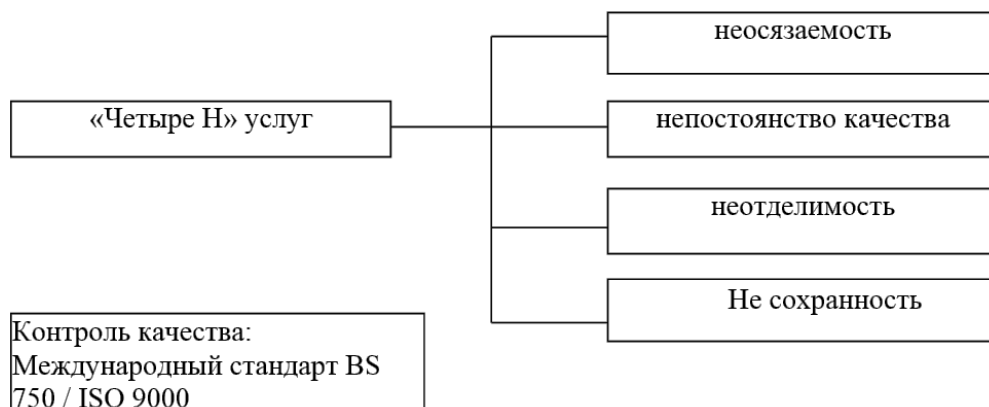 неосязаемость
«Четыре Н» услуг
непостоянство качества
неотделимость
Не сохранность
Контроль качества:
Международный стандарт BS
750 / ISO 9000